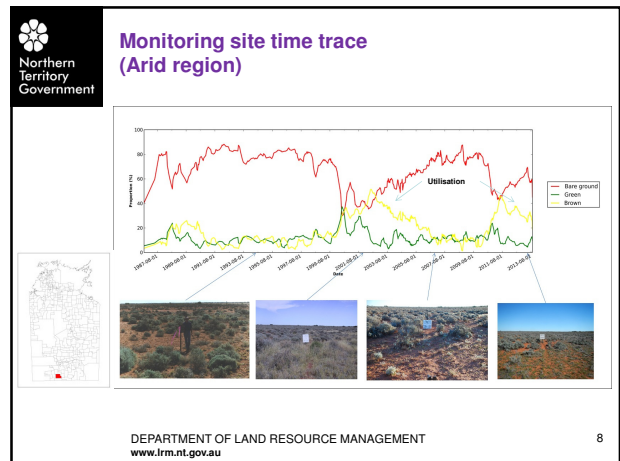 Northern
Territory
Government
Monitoring site time trace
(Arid region)
100
80
60
40
20
0
Proportion (%)
Utilisation
Bare ground
Green
Brown
1987-08-01
1989-08-01
1991-08-01
1993-08-01
1995-08-01
1997-08-01
1999-08-01
2001-08-01
2003-08-01
2005-08-01
2007-08-01
2009-08-01
2011-08-01
2013-08-01
Date
DEPARTMENT OF LAND RESOURCE MANAGEMENT
www.lrm.nt.gov.au
8